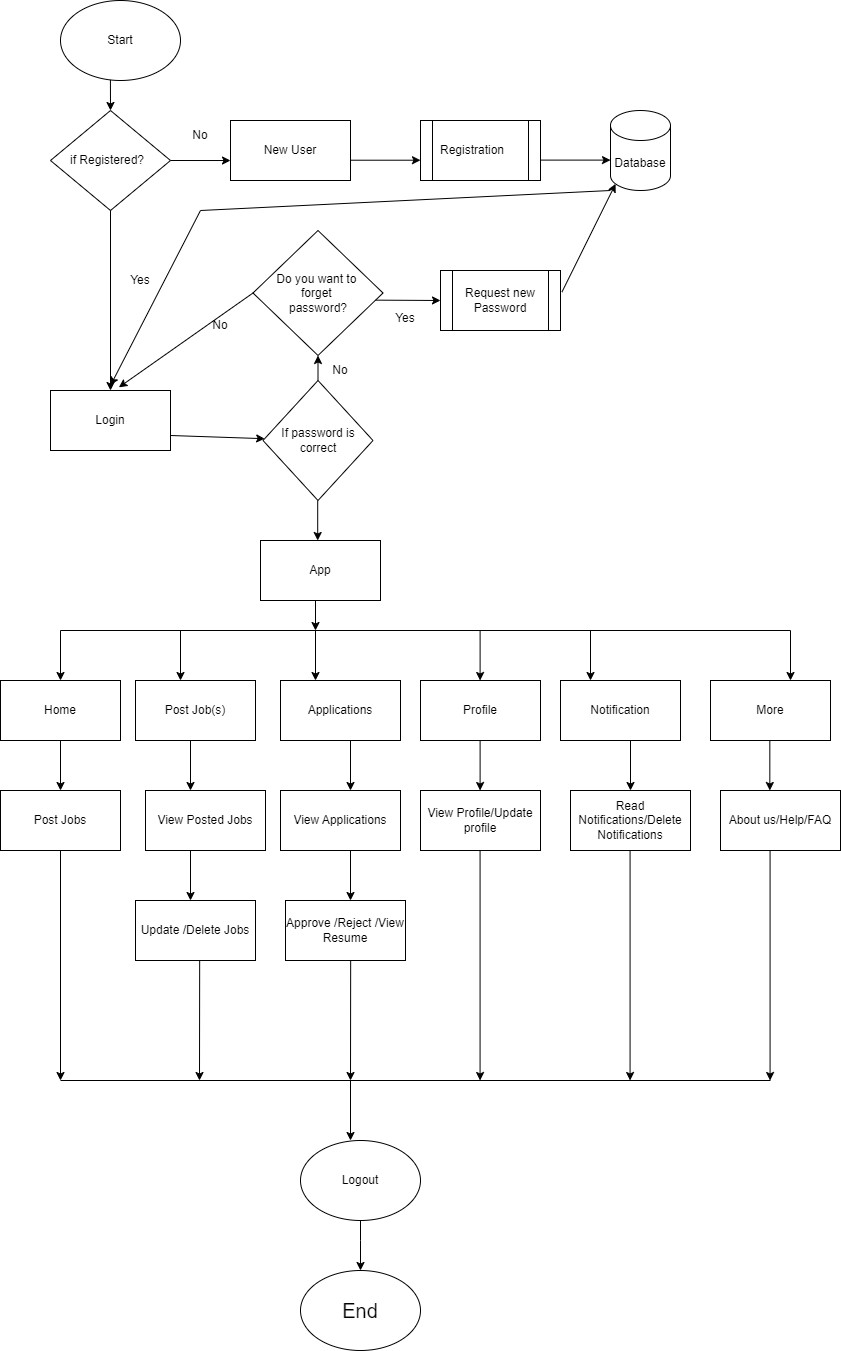 Start
No
if Registered?
New User
Registration
Database
Yes
Do you want to
forget
password?
Request new
Password
No
Yes
No
Login
If password is
correct
App
Home
Post Job(s)
Applications
Profile
Notification
More
Post Jobs
View Posted Jobs
View Applications
View Profile/Update
profile
Read
Notifications/Delete
Notifications
About us/Help/FAQ
Update /Delete Jobs
Approve /Reject /View
Resume
Logout
End